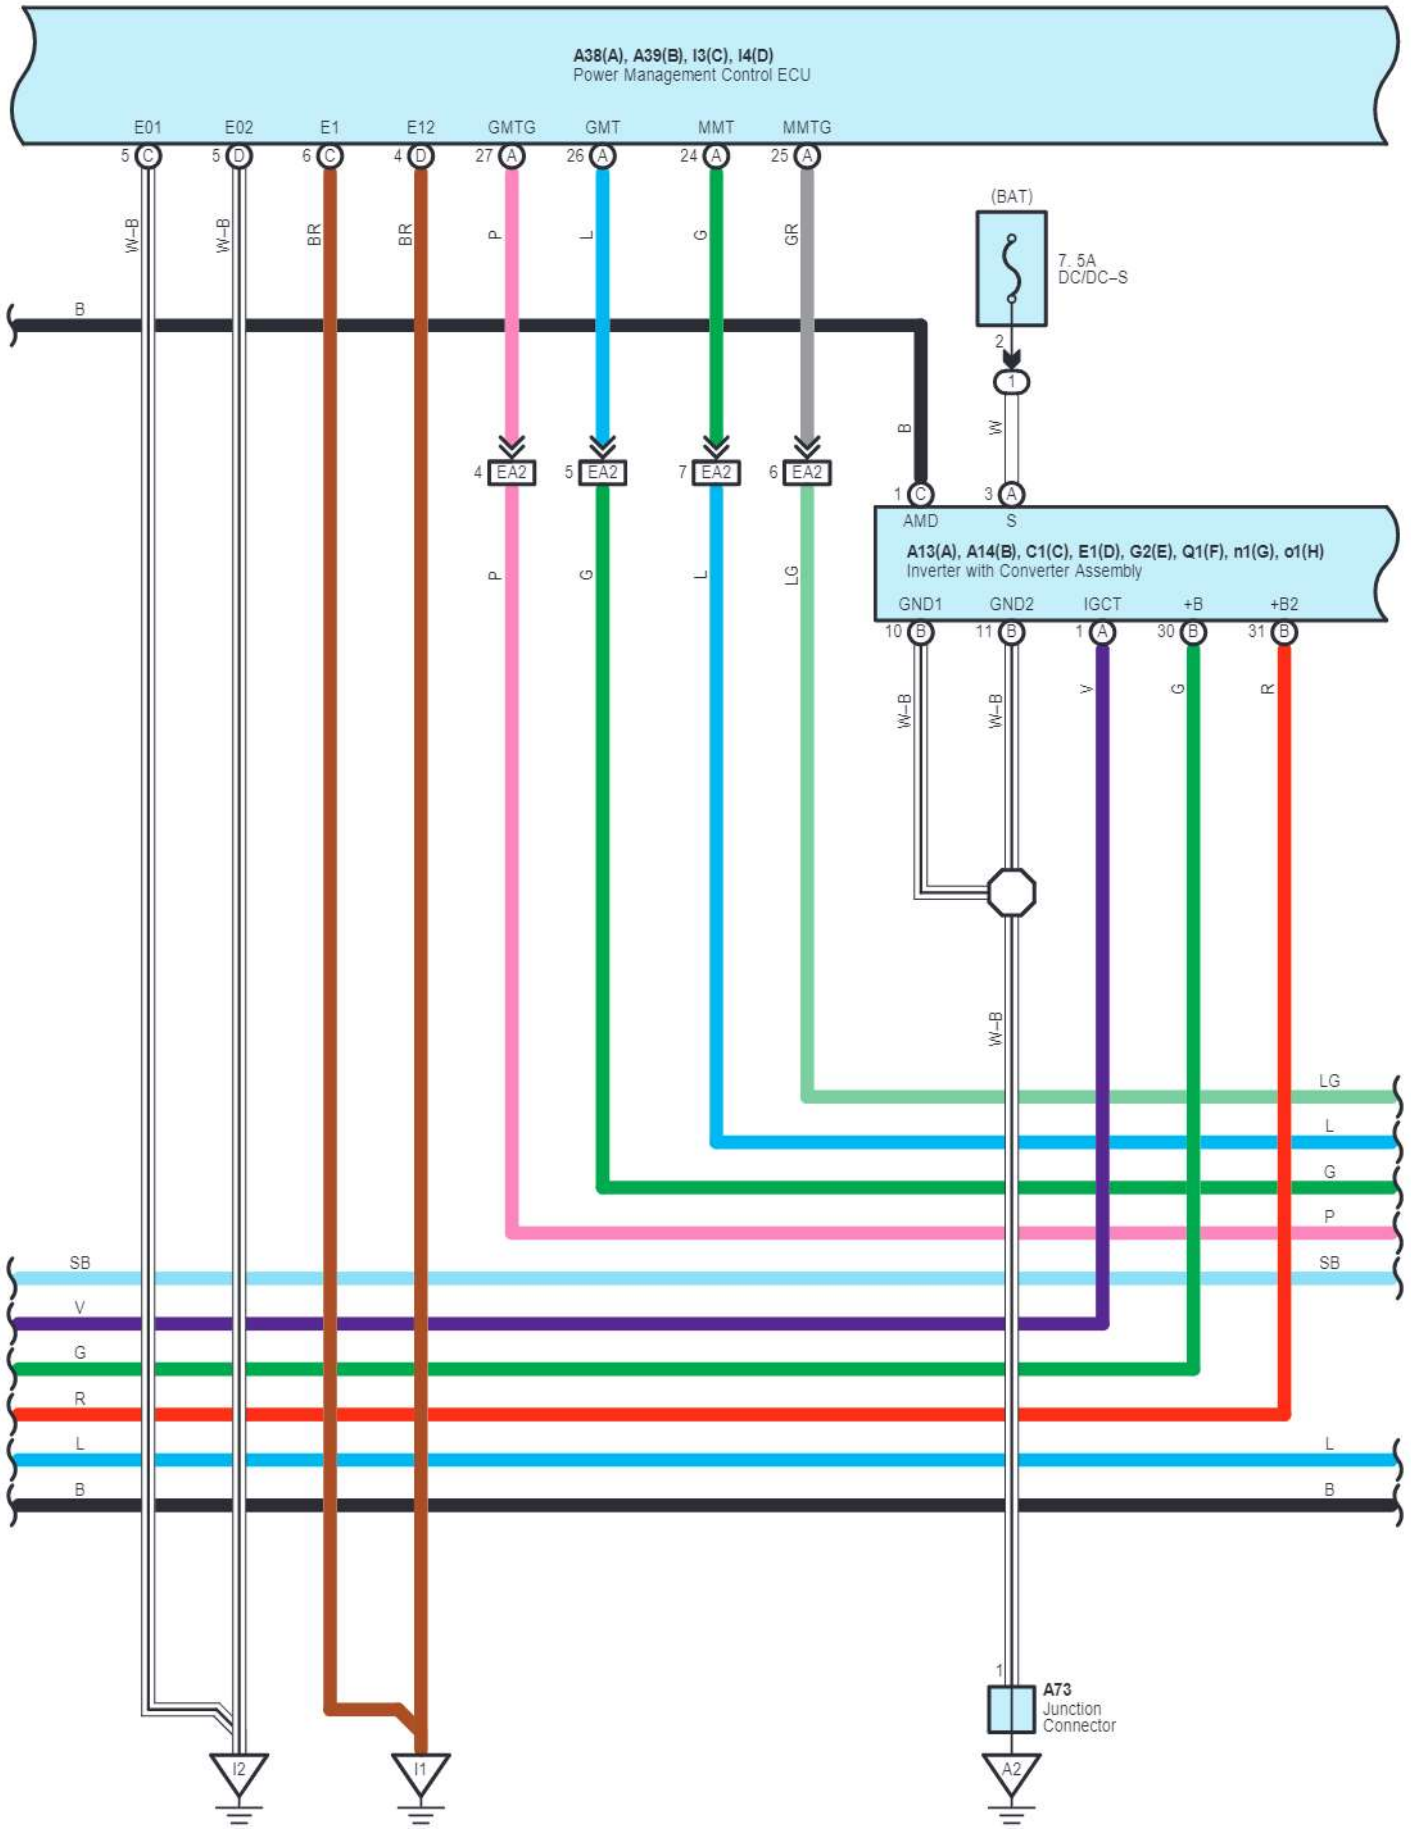 A38(A), A39(B), I3(C), I4(D)
Power Management Control ECU
E01 E02 E1 E12 GMTG GMT MMT MMTG
5 C 5 D 6 C 4 D 27 A 26 A 24 A 25 A
(BAT)
W–B W–B BR BR P L G GR
7. 5A
DC/DC–S
B
2
1
B W
4 EA2 5 EA2 7 EA2 6 EA2
1 C 3 A
AMD S
A13(A), A14(B), C1(C), E1(D), G2(E), Q1(F), n1(G), o1(H)
Inverter with Converter Assembly
P G L LG
GND1 GND2 IGCT +B +B2
10 B 11 B 1 A 30 B 31 B
W–B W–B V G R
W–B
LG
L
G
P
SB SB
V
G
R
L L
B B
1
A73
Junction
Connector
I2 I1 A2